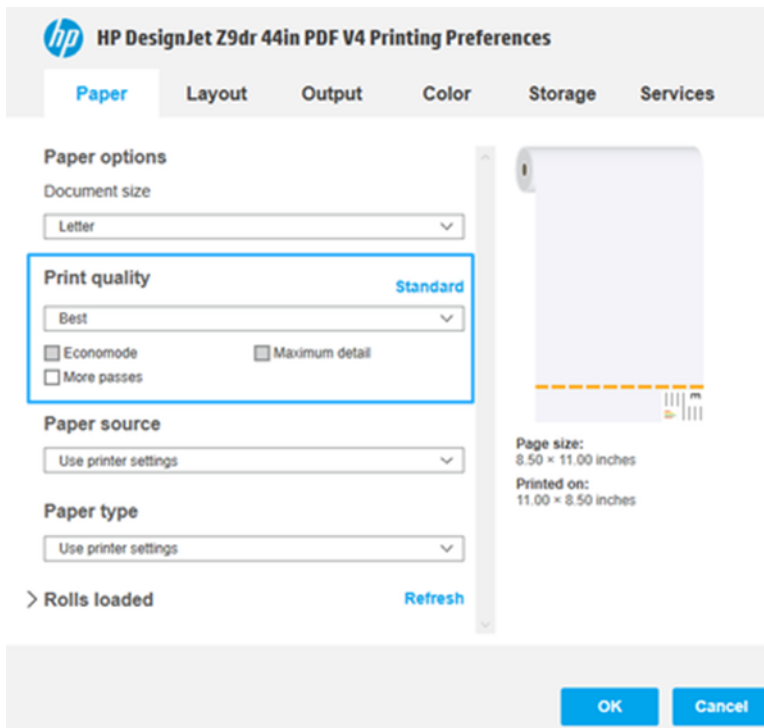 hp HP DesignJet Z9dr 44in PDF V4 Printing Preferences
Paper Layout Output Color Storage Services
Paper options
Document size
Letter
Print quality
Standard
Best
Economode Maximum detail
More passes
Paper source
Use printer settings
Paper type
Use printer settings
Rolls loaded Refresh
Page size:
8.50 × 11.00 inches
Printed on:
11.00 × 8.50 inches
OK Cancel